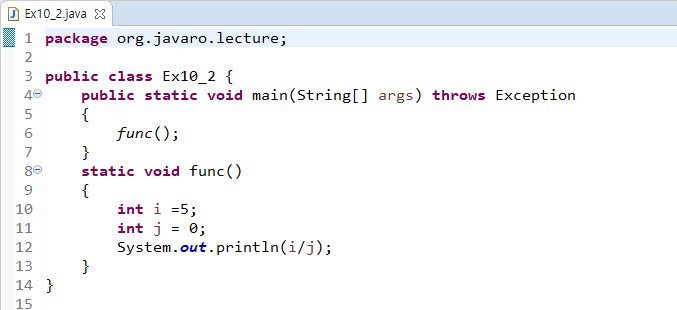 Ex10_2.java
1 package org.javaro.lecture;
2
3 public class Ex10_2 {
4 public static void main(String[] args) throws Exception
5 {
6 func();
7 }
8 static void func()
9 {
10 int i =5;
11 int j = 0;
12 System.out.println(i/j);
13 }
14 }
15